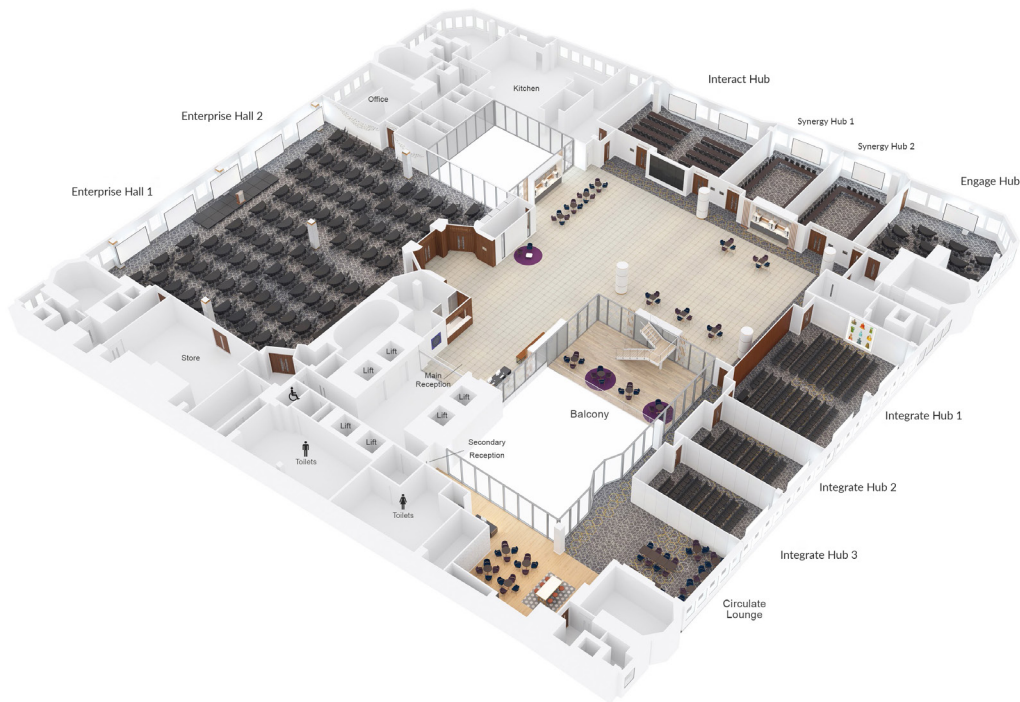 Interact Hub
Kitchen
Office
Enterprise Hall 2
Synergy Hub 1
Synergy Hub 2
Engage Hub
Enterprise Hall 1
Store
Lift
Main
Reception
Lift
Lift
Balcony
Integrate Hub 1
Lift
Lift
Secondary
Reception
Toilets
Integrate Hub 2
Toilets
Integrate Hub 3
Circulate
Lounge